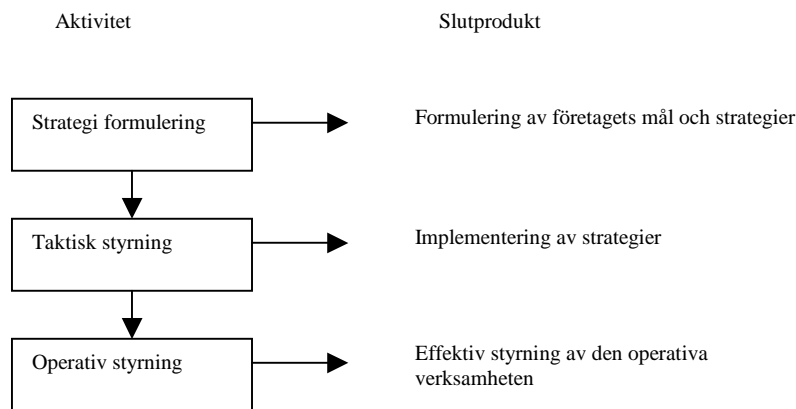 Aktivitet
Slutprodukt
Strategi formulering
Formulering av företagets mål och strategier
Taktisk styrning
Implementering av strategier
Operativ styrning
Effektiv styrning av den operativa
verksamheten